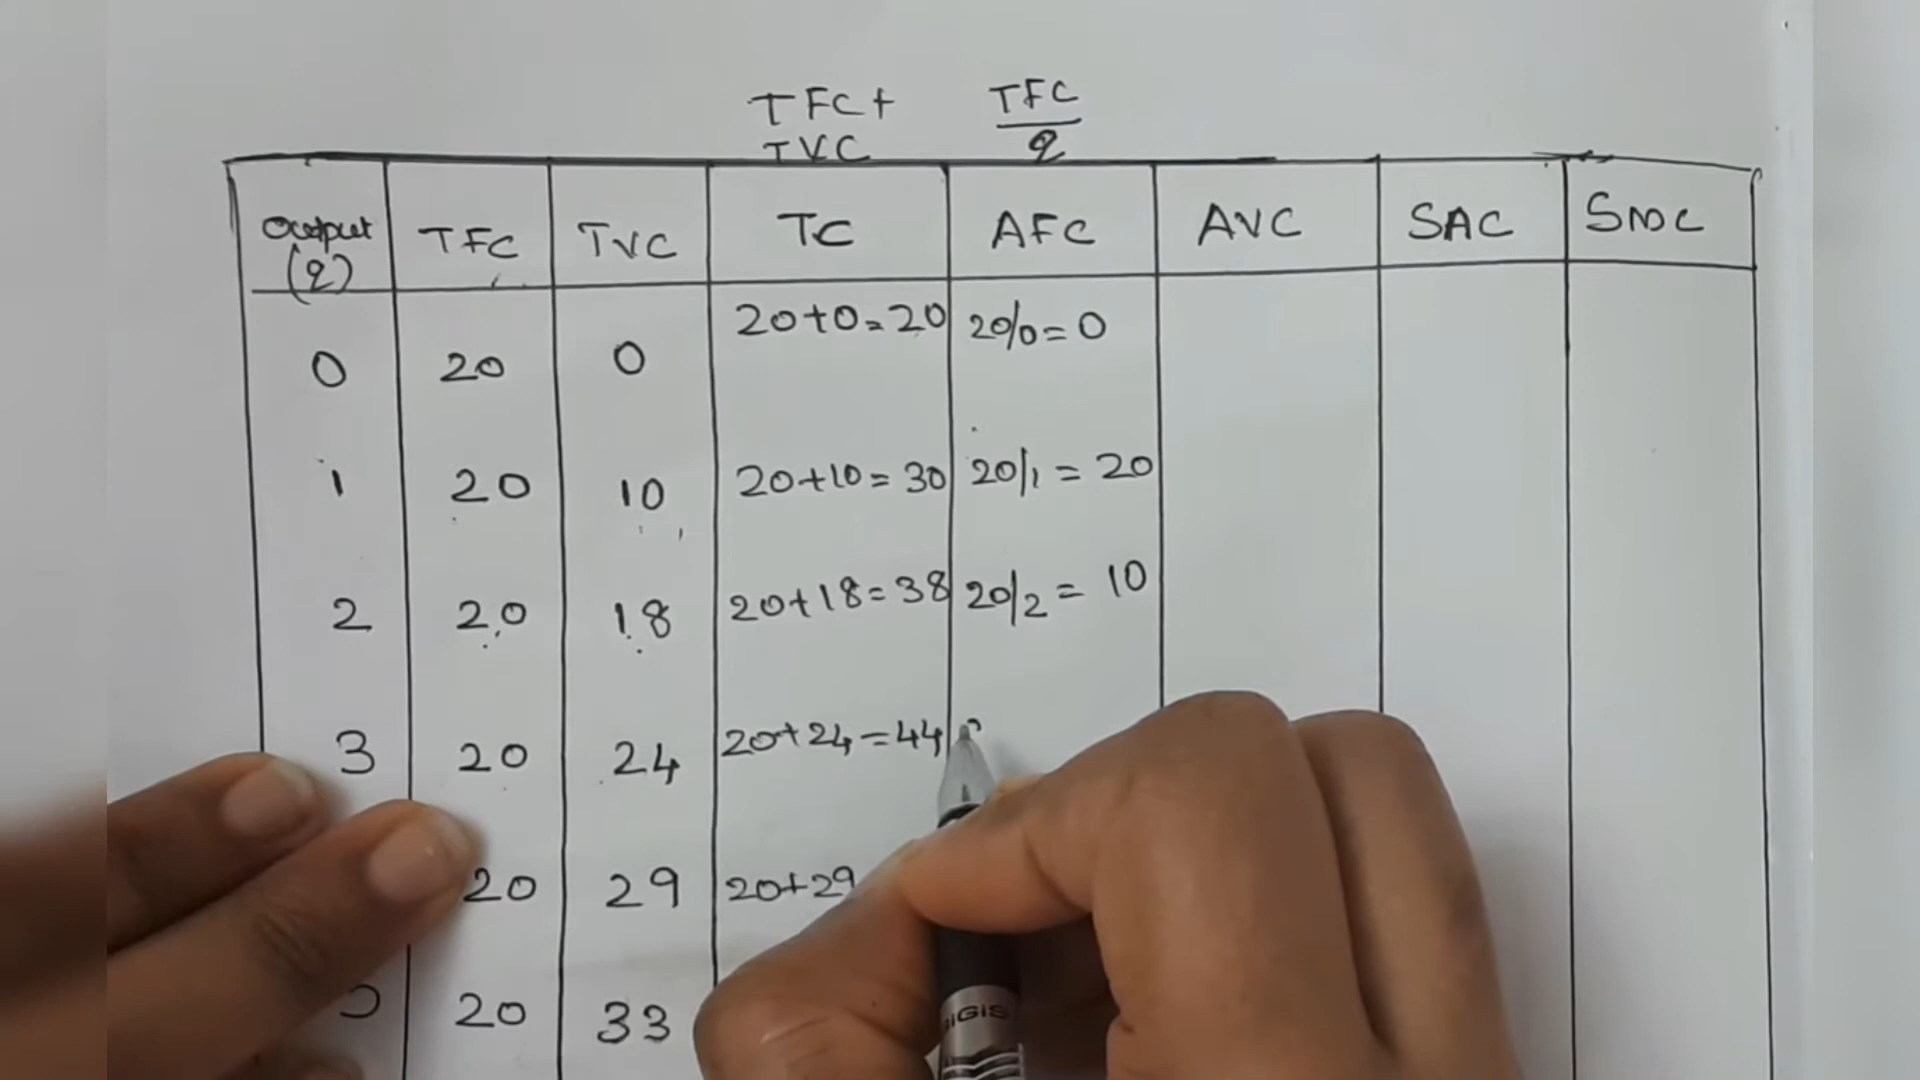 TFC+ TFC
TVC q
Output (q) TFC TVC TC AFC AVC SAC SMC
0 20 0 20+0=20 20/0=0
1 20 10 20+10=30 20/1=20
2 20 18 20+18=38 20/2=10
3 20 24 20+24=44
20 29 20+29
20 33